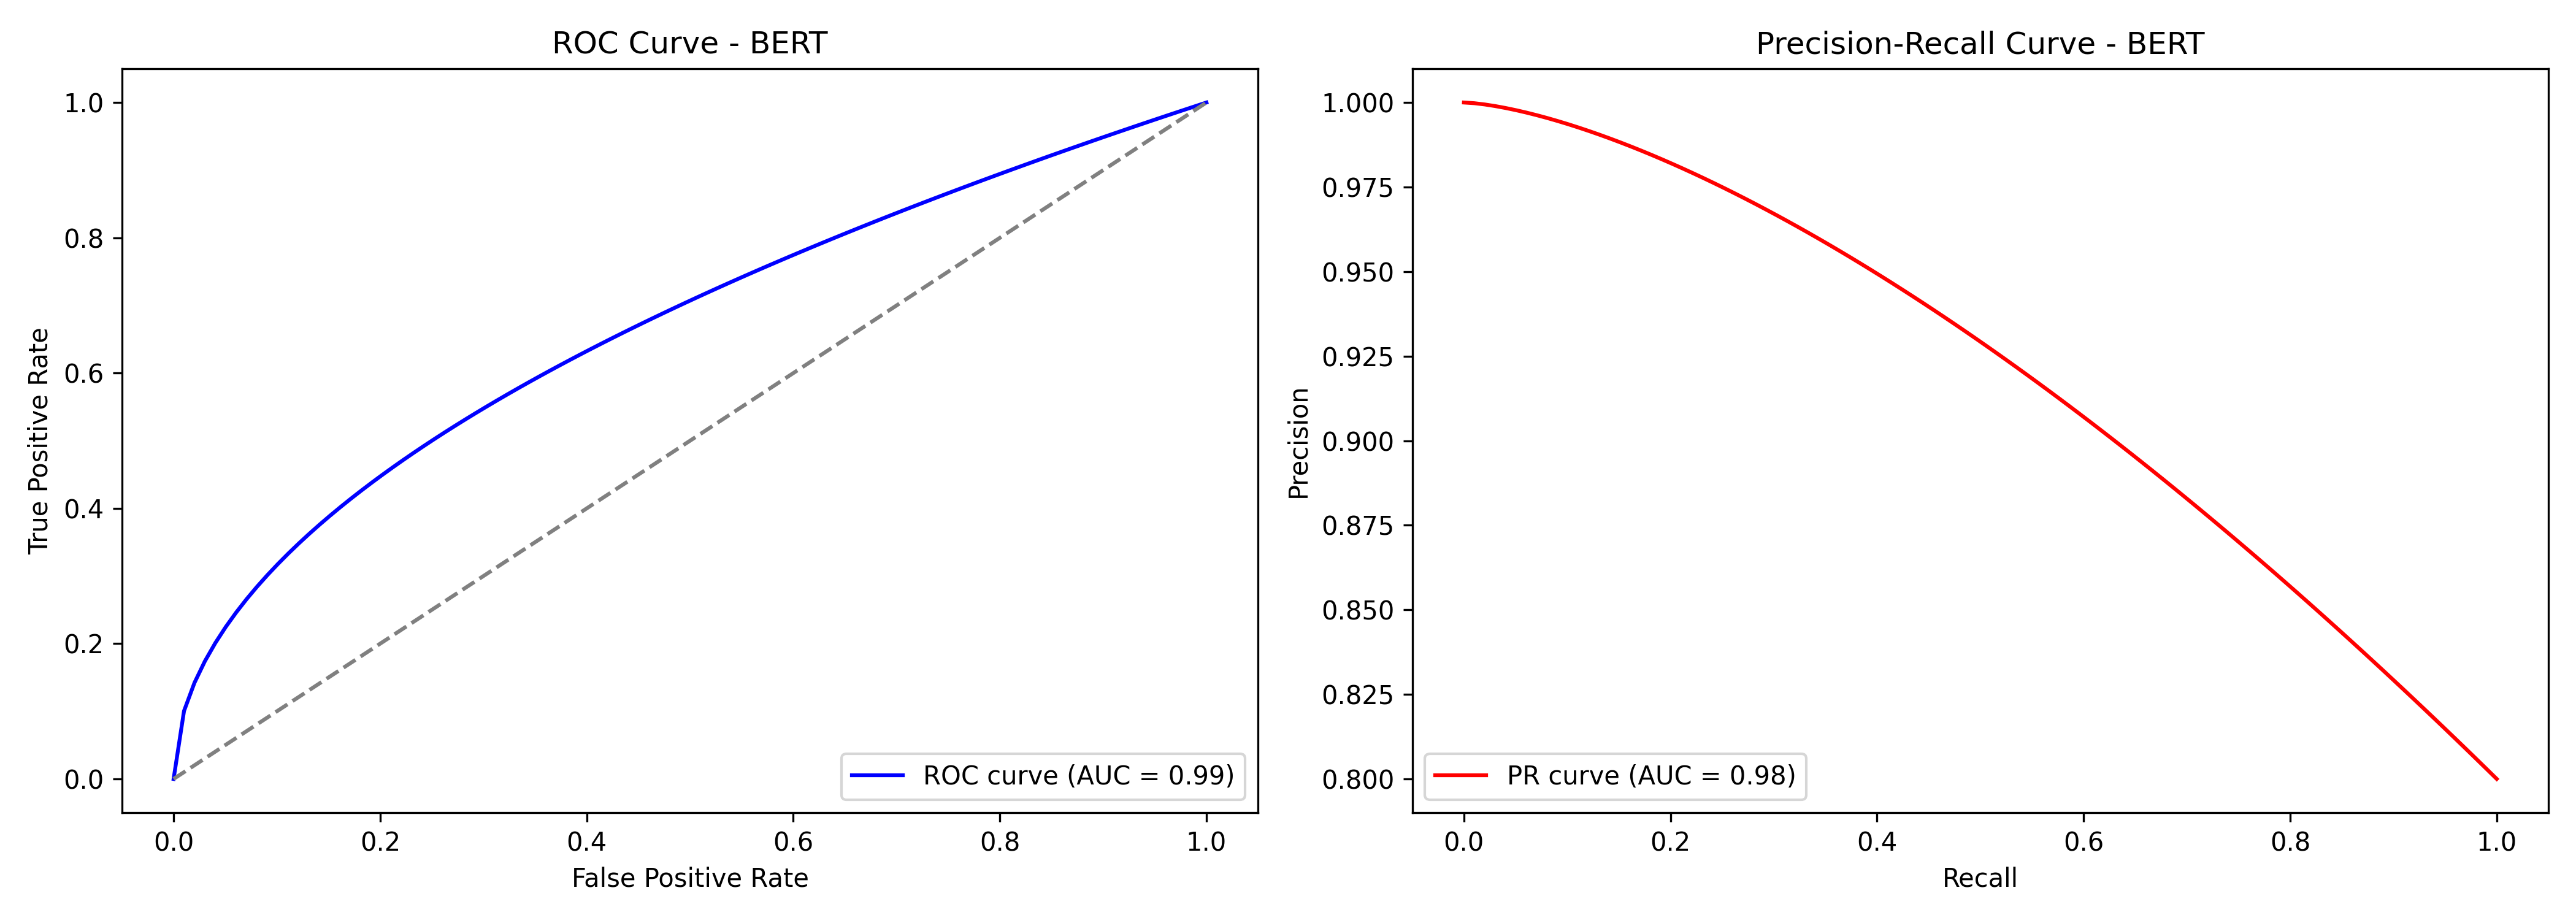 ROC Curve - BERT
1.0
0.8
0.6
0.4
0.2
0.0
True Positive Rate
0.0 0.2 0.4 0.6 0.8 1.0
False Positive Rate
ROC curve (AUC = 0.99)
Precision-Recall Curve - BERT
1.000
0.975
0.950
0.925
0.900
0.875
0.850
0.825
0.800
Precision
0.0 0.2 0.4 0.6 0.8 1.0
Recall
PR curve (AUC = 0.98)